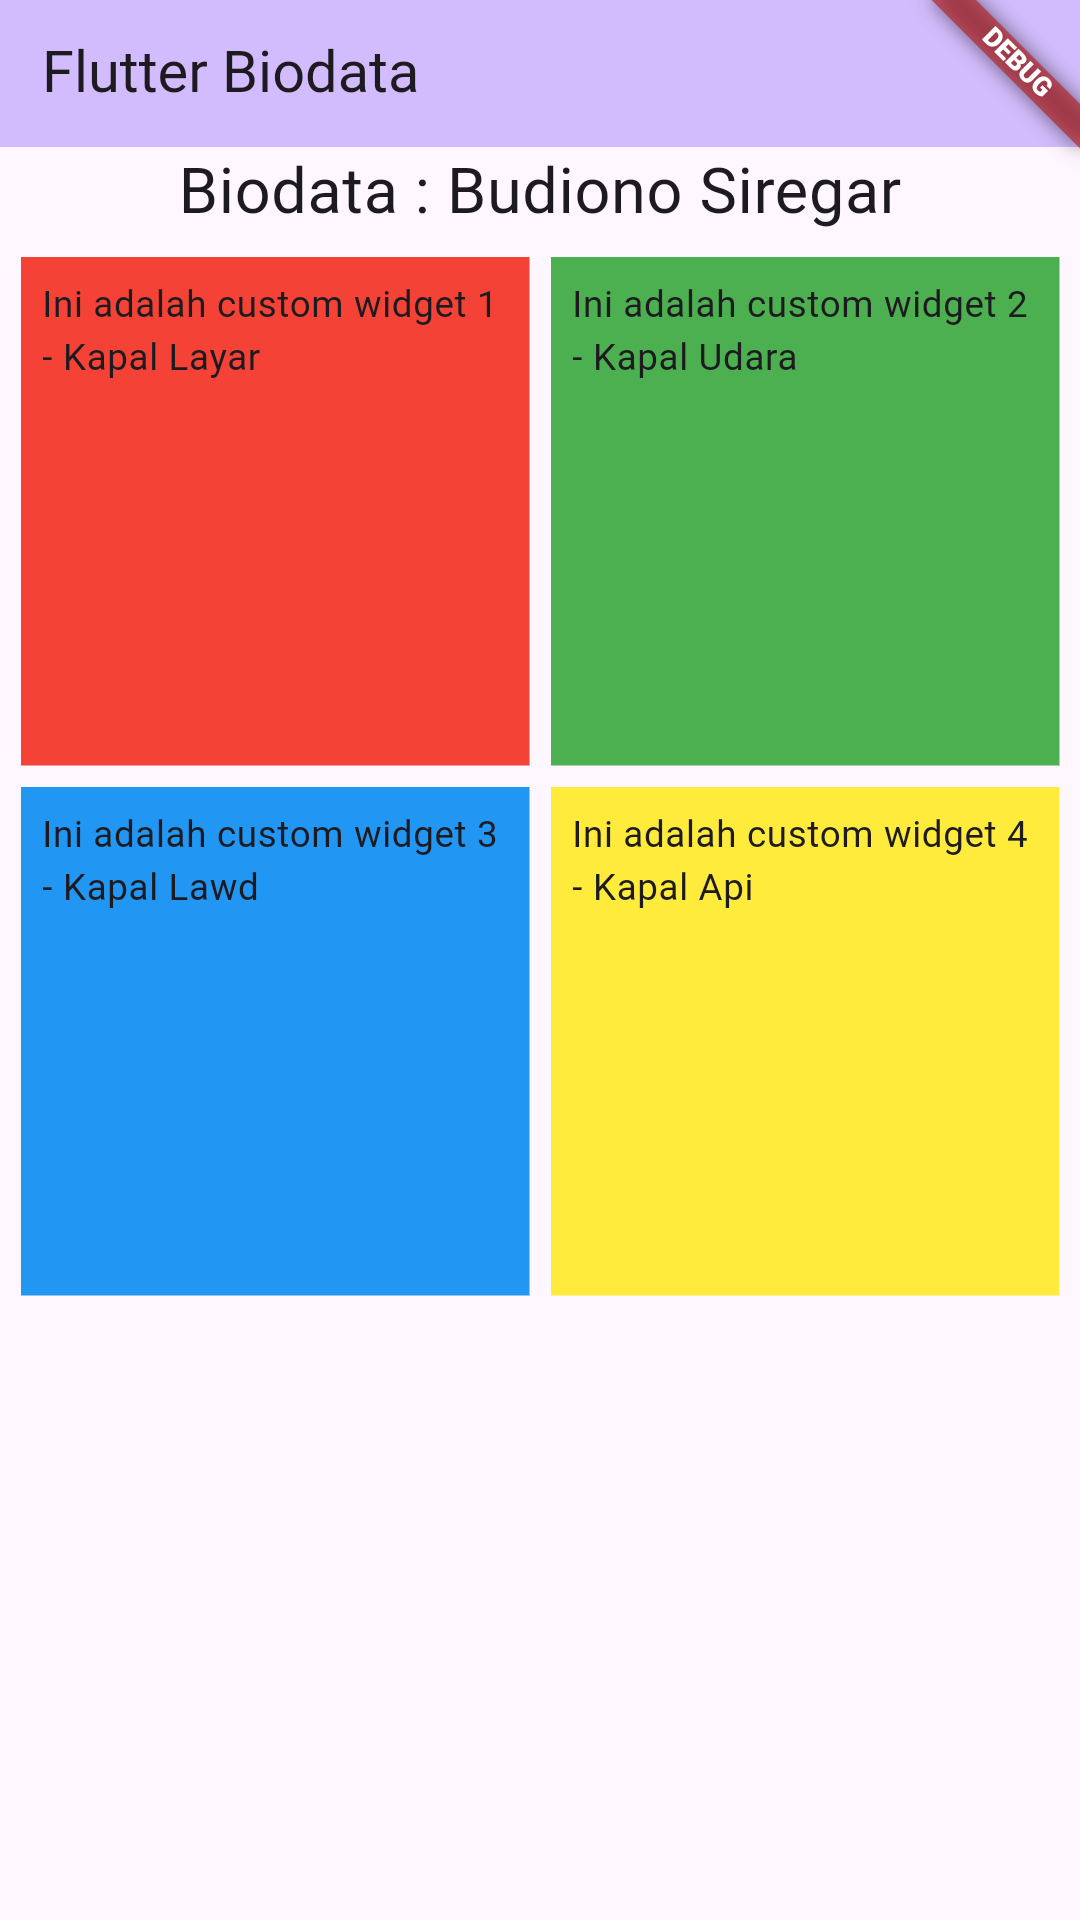 Flutter Biodata
DEBUG
Biodata : Budiono Siregar
Ini adalah custom widget 1
- Kapal Layar
Ini adalah custom widget 2
- Kapal Udara
Ini adalah custom widget 3
- Kapal Lawd
Ini adalah custom widget 4
- Kapal Api